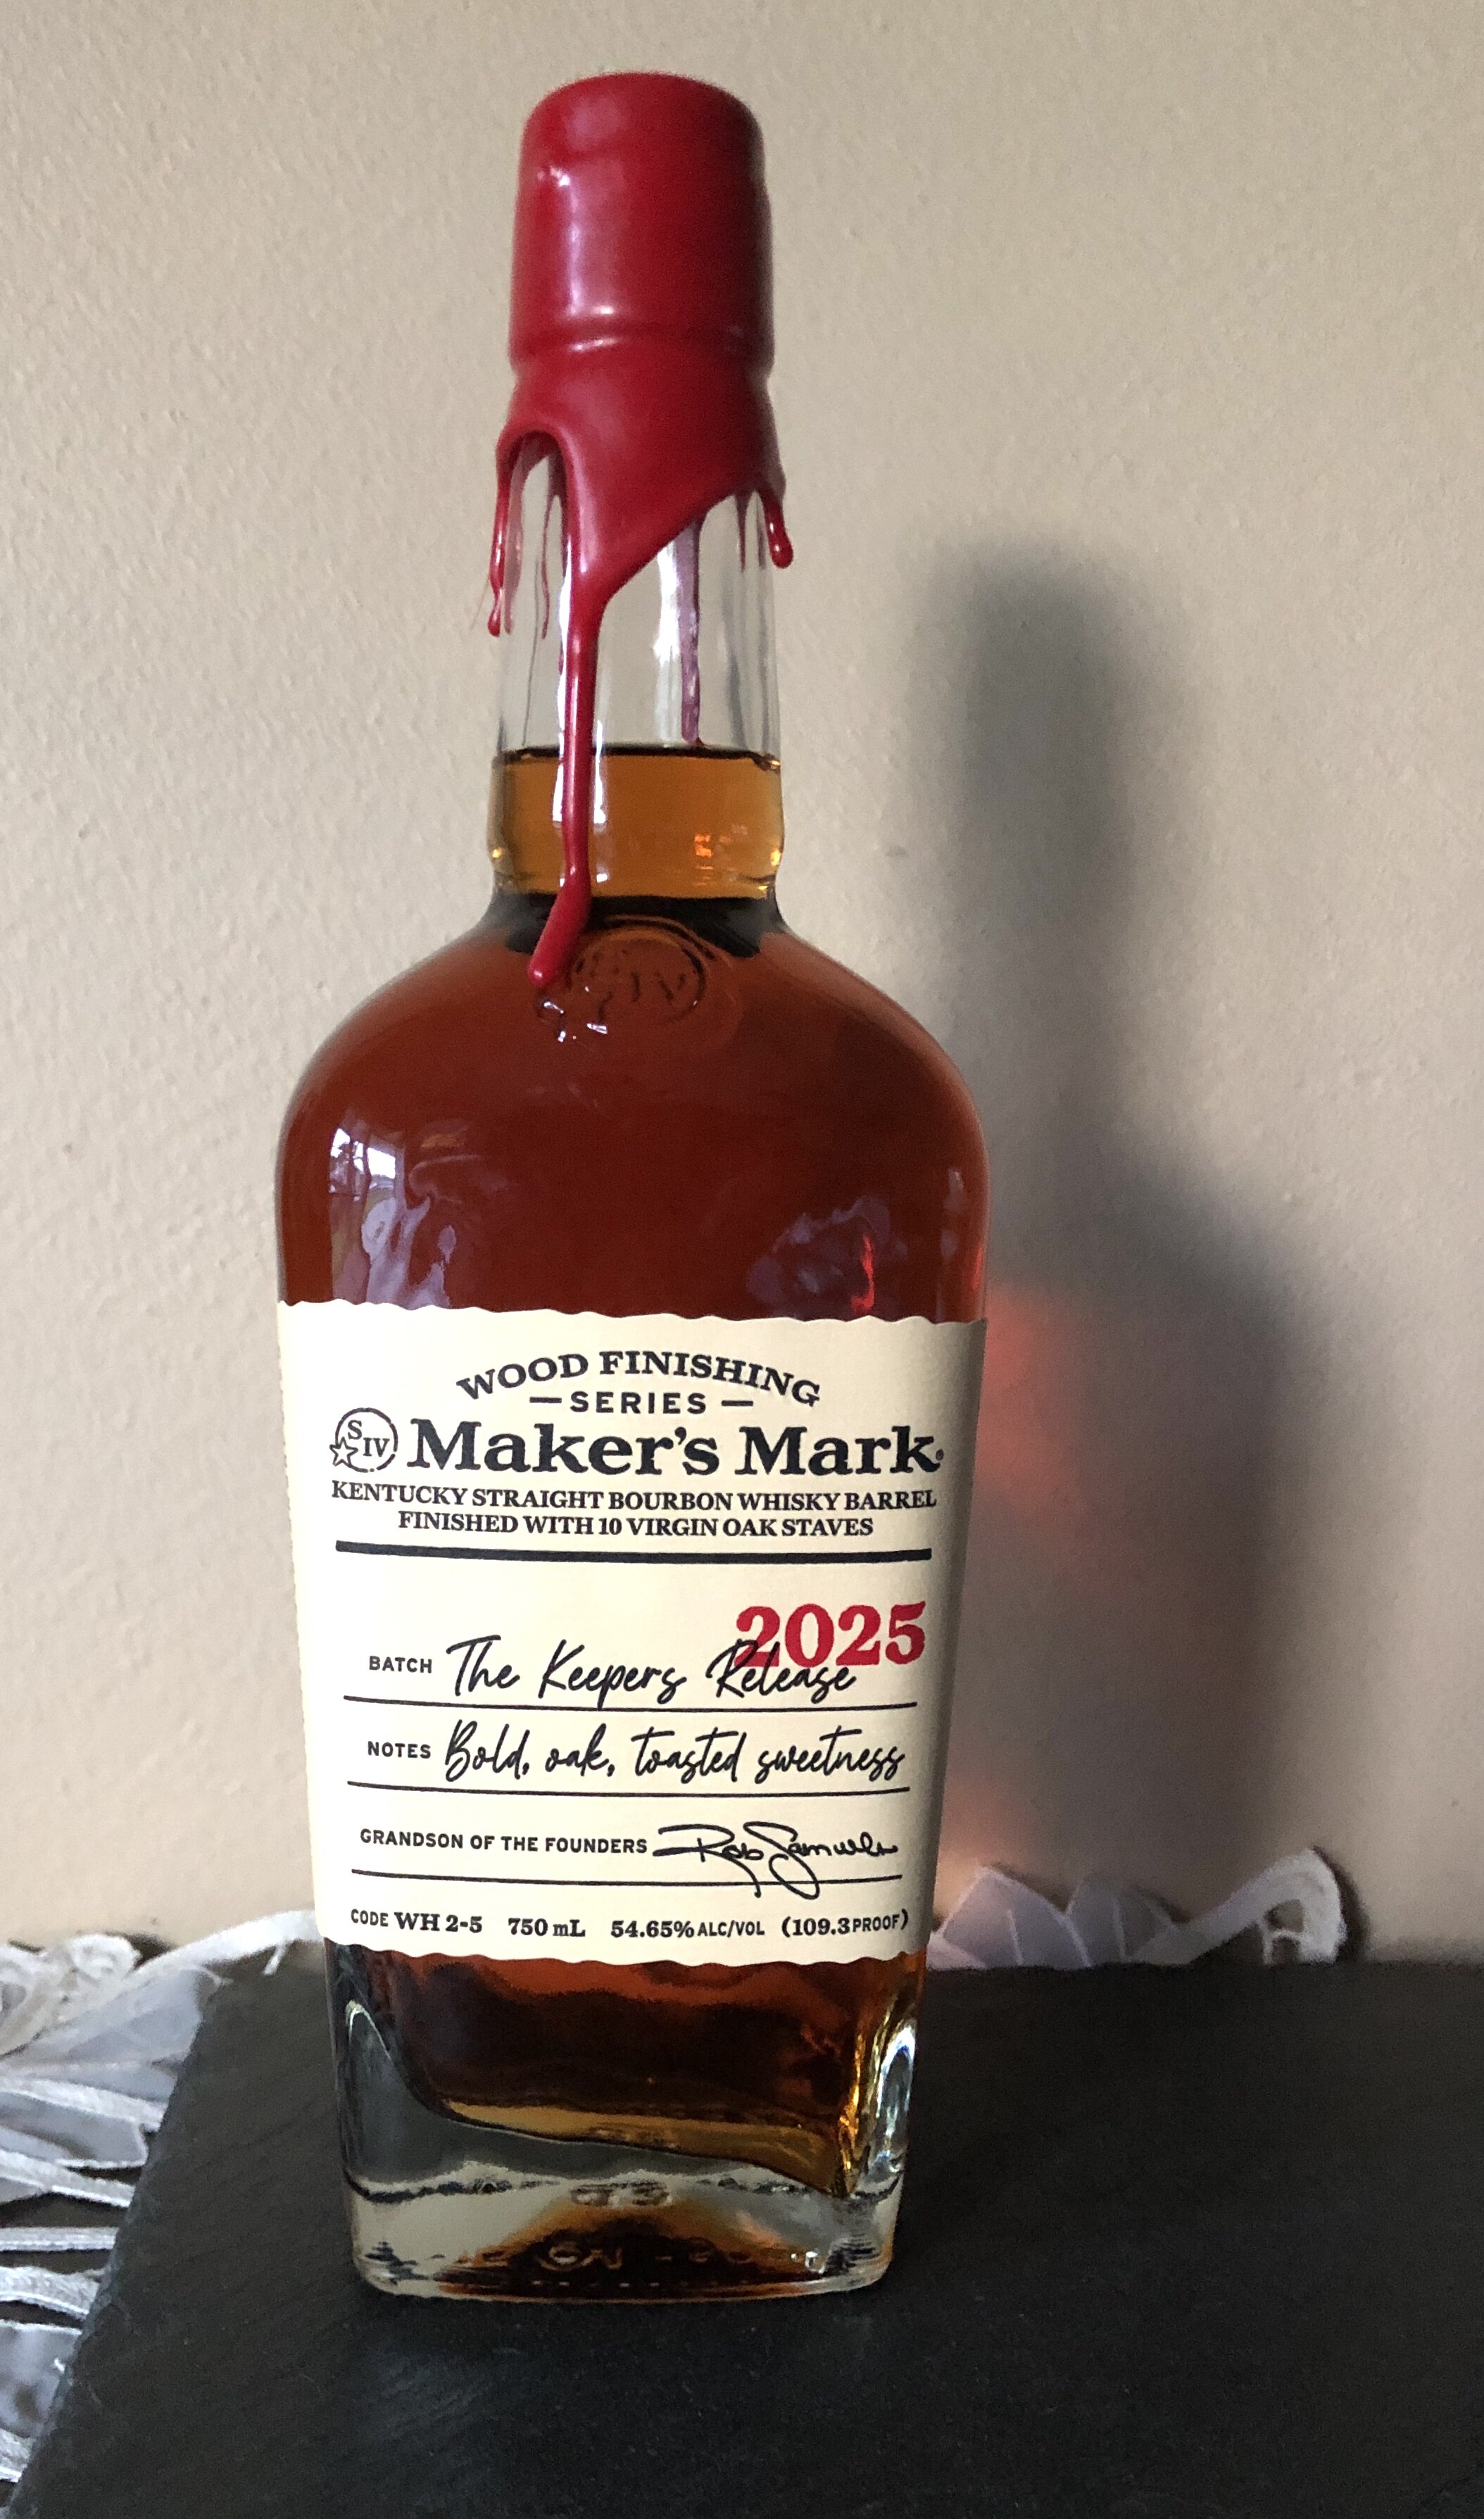 WOOD FINISHING
— SERIES —
S IV Maker's Mark®
KENTUCKY STRAIGHT BOURBON WHISKY BARREL
FINISHED WITH 10 VIRGIN OAK STAVES
2025
BATCH The Keepers Release
NOTES Bold, oak, toasted sweetness
GRANDSON OF THE FOUNDERS Rob Samuels
CODE WH 2-5 750 mL 54.65% ALC/VOL (109.3 PROOF)